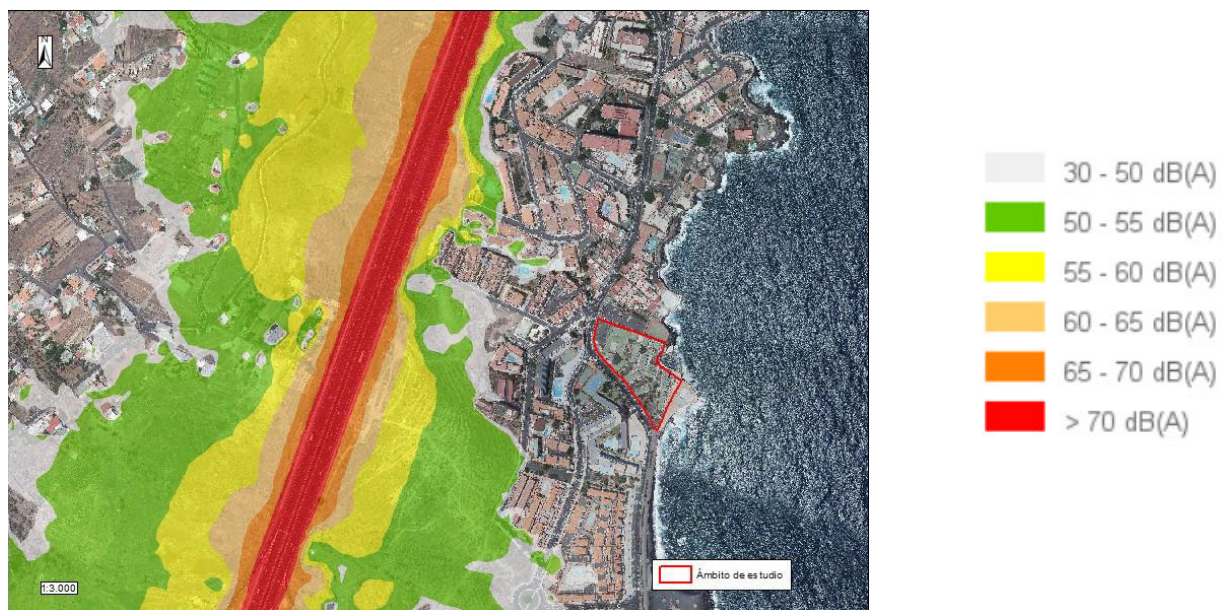 N
1:3.000
Ámbito de estudio
30 - 50 dB(A)
50 - 55 dB(A)
55 - 60 dB(A)
60 - 65 dB(A)
65 - 70 dB(A)
> 70 dB(A)